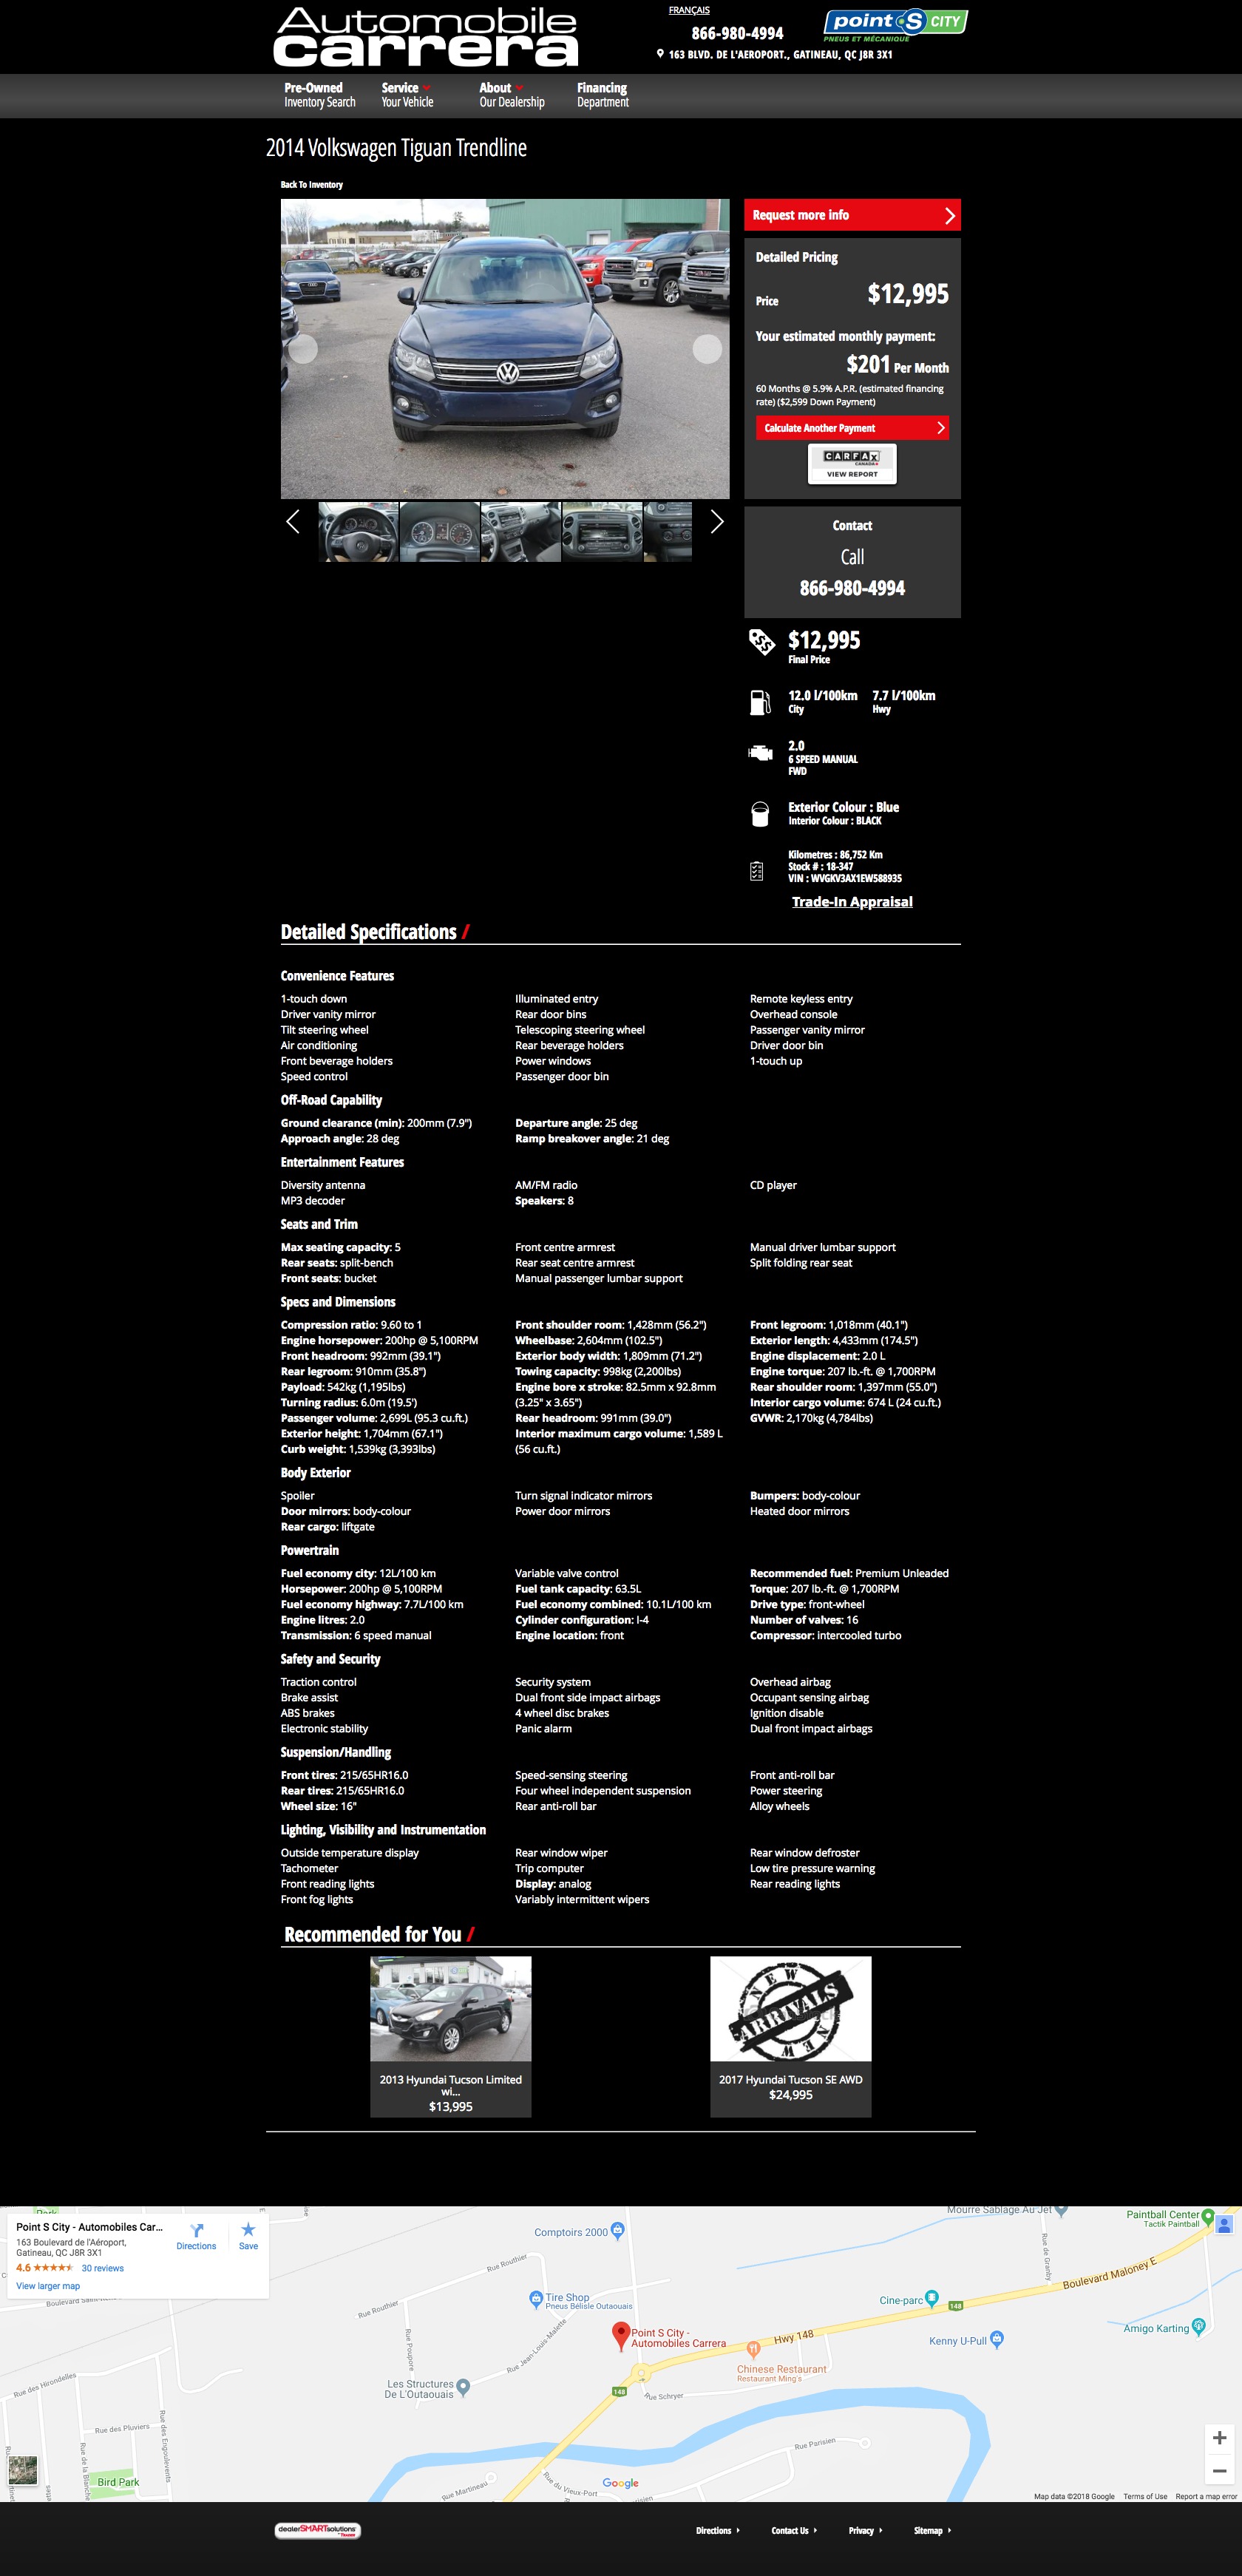 Automobile
carrera
FRANÇAIS
866-980-4994
163 BLVD. DE L'AEROPORT., GATINEAU, QC J8R 3X1
point S CITY
PNEUS ET MÉCANIQUE
Pre-Owned
Inventory Search
Service
Your Vehicle
About
Our Dealership
Financing
Department
2014 Volkswagen Tiguan Trendline
Back To Inventory
Request more info
Detailed Pricing
Price $12,995
Your estimated monthly payment:
$201 Per Month
60 Months @ 5.9% A.P.R. (estimated financing
rate) ($2,599 Down Payment)
Calculate Another Payment
CARFAX
CANADA
VIEW REPORT
Contact
Call
866-980-4994
$12,995
Final Price
12.0 l/100km 7.7 l/100km
City Hwy
2.0
6 SPEED MANUAL
FWD
Exterior Colour : Blue
Interior Colour : BLACK
Kilometres : 86,752 Km
Stock # : 18-347
VIN : WVGKV3AX1EW588935
Trade-In Appraisal
Detailed Specifications /
Convenience Features
1-touch down Illuminated entry Remote keyless entry
Driver vanity mirror Rear door bins Overhead console
Tilt steering wheel Telescoping steering wheel Passenger vanity mirror
Air conditioning Rear beverage holders Driver door bin
Front beverage holders Power windows 1-touch up
Speed control Passenger door bin
Off-Road Capability
Ground clearance (min): 200mm (7.9") Departure angle: 25 deg
Approach angle: 28 deg Ramp breakover angle: 21 deg
Entertainment Features
Diversity antenna AM/FM radio CD player
MP3 decoder Speakers: 8
Seats and Trim
Max seating capacity: 5 Front centre armrest Manual driver lumbar support
Rear seats: split-bench Rear seat centre armrest Split folding rear seat
Front seats: bucket Manual passenger lumbar support
Specs and Dimensions
Compression ratio: 9.60 to 1 Front shoulder room: 1,428mm (56.2") Front legroom: 1,018mm (40.1")
Engine horsepower: 200hp @ 5,100RPM Wheelbase: 2,604mm (102.5") Exterior length: 4,433mm (174.5")
Front headroom: 992mm (39.1") Exterior body width: 1,809mm (71.2") Engine displacement: 2.0 L
Rear legroom: 910mm (35.8") Towing capacity: 998kg (2,200lbs) Engine torque: 207 lb.-ft. @ 1,700RPM
Payload: 542kg (1,195lbs) Engine bore x stroke: 82.5mm x 92.8mm Rear shoulder room: 1,397mm (55.0")
Turning radius: 6.0m (19.5') (3.25" x 3.65") Interior cargo volume: 674 L (24 cu.ft.)
Passenger volume: 2,699L (95.3 cu.ft.) Rear headroom: 991mm (39.0") GVWR: 2,170kg (4,784lbs)
Exterior height: 1,704mm (67.1") Interior maximum cargo volume: 1,589 L
Curb weight: 1,539kg (3,393lbs) (56 cu.ft.)
Body Exterior
Spoiler Turn signal indicator mirrors Bumpers: body-colour
Door mirrors: body-colour Power door mirrors Heated door mirrors
Rear cargo: liftgate
Powertrain
Fuel economy city: 12L/100 km Variable valve control Recommended fuel: Premium Unleaded
Horsepower: 200hp @ 5,100RPM Fuel tank capacity: 63.5L Torque: 207 lb.-ft. @ 1,700RPM
Fuel economy highway: 7.7L/100 km Fuel economy combined: 10.1L/100 km Drive type: front-wheel
Engine litres: 2.0 Cylinder configuration: I-4 Number of valves: 16
Transmission: 6 speed manual Engine location: front Compressor: intercooled turbo
Safety and Security
Traction control Security system Overhead airbag
Brake assist Dual front side impact airbags Occupant sensing airbag
ABS brakes 4 wheel disc brakes Ignition disable
Electronic stability Panic alarm Dual front impact airbags
Suspension/Handling
Front tires: 215/65HR16.0 Speed-sensing steering Front anti-roll bar
Rear tires: 215/65HR16.0 Four wheel independent suspension Power steering
Wheel size: 16" Rear anti-roll bar Alloy wheels
Lighting, Visibility and Instrumentation
Outside temperature display Rear window wiper Rear window defroster
Tachometer Trip computer Low tire pressure warning
Front reading lights Display: analog Rear reading lights
Front fog lights Variably intermittent wipers
Recommended for You /
NEW
ARRIVALS
NEW
2013 Hyundai Tucson Limited
wi...
$13,995
2017 Hyundai Tucson SE AWD
$24,995
Point S City - Automobiles Car...
163 Boulevard de l'Aéroport,
Gatineau, QC J8R 3X1
4.6 30 reviews
View larger map
Directions
Save
Park
Comptoirs 2000
Mourre Sablage Au Jet
Paintball Center
Tactik Paintball
Rue de Granby
Boulevard Maloney E
Rue Routhier
Tire Shop
Pneus Bélisle Outaouais
Cine-parc
148
Rue Routhier
Rue Poupore
Rue Jean-Louis-Malette
Point S City -
Automobiles Carrera
Hwy 148
Kenny U-Pull
Amigo Karting
Chinese Restaurant
Restaurant Ming's
Les Structures
De L'Outaouais
148
Rue Schryer
Rue des Hirondelles
Rue des Pluviers
Rue des Engoulevents
Rue de la Blanche
Bird Park
Rue Parisien
Rue Martineau
Rue du Vieux-Port
Google
Map data ©2018 Google Terms of Use Report a map error
dealerSMARTsolutions
Directions
Contact Us
Privacy
Sitemap